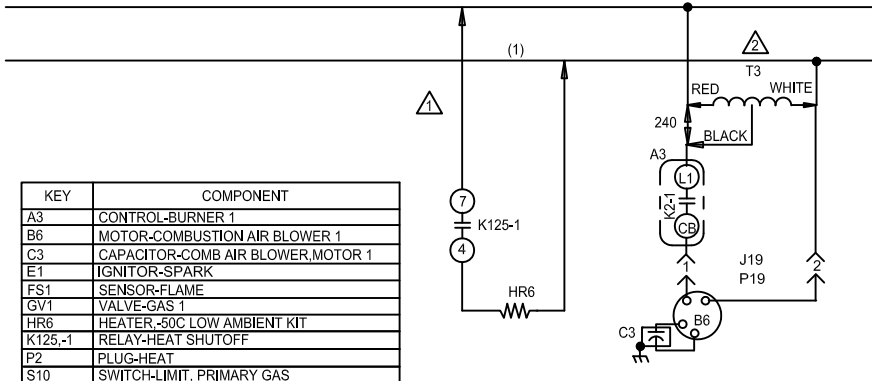 (1)
2
T3
RED
WHITE
1
240
BLACK
A3
L1
K2-1
CB
7
K125-1
4
HR6
1
J19
P19
2
B6
C3
KEY COMPONENT
A3 CONTROL-BURNER 1
B6 MOTOR-COMBUSTION AIR BLOWER 1
C3 CAPACITOR-COMB AIR BLOWER,MOTOR 1
E1 IGNITOR-SPARK
FS1 SENSOR-FLAME
GV1 VALVE-GAS 1
HR6 HEATER,-50C LOW AMBIENT KIT
K125,-1 RELAY-HEAT SHUTOFF
P2 PLUG-HEAT
S10 SWITCH-LIMIT, PRIMARY GAS